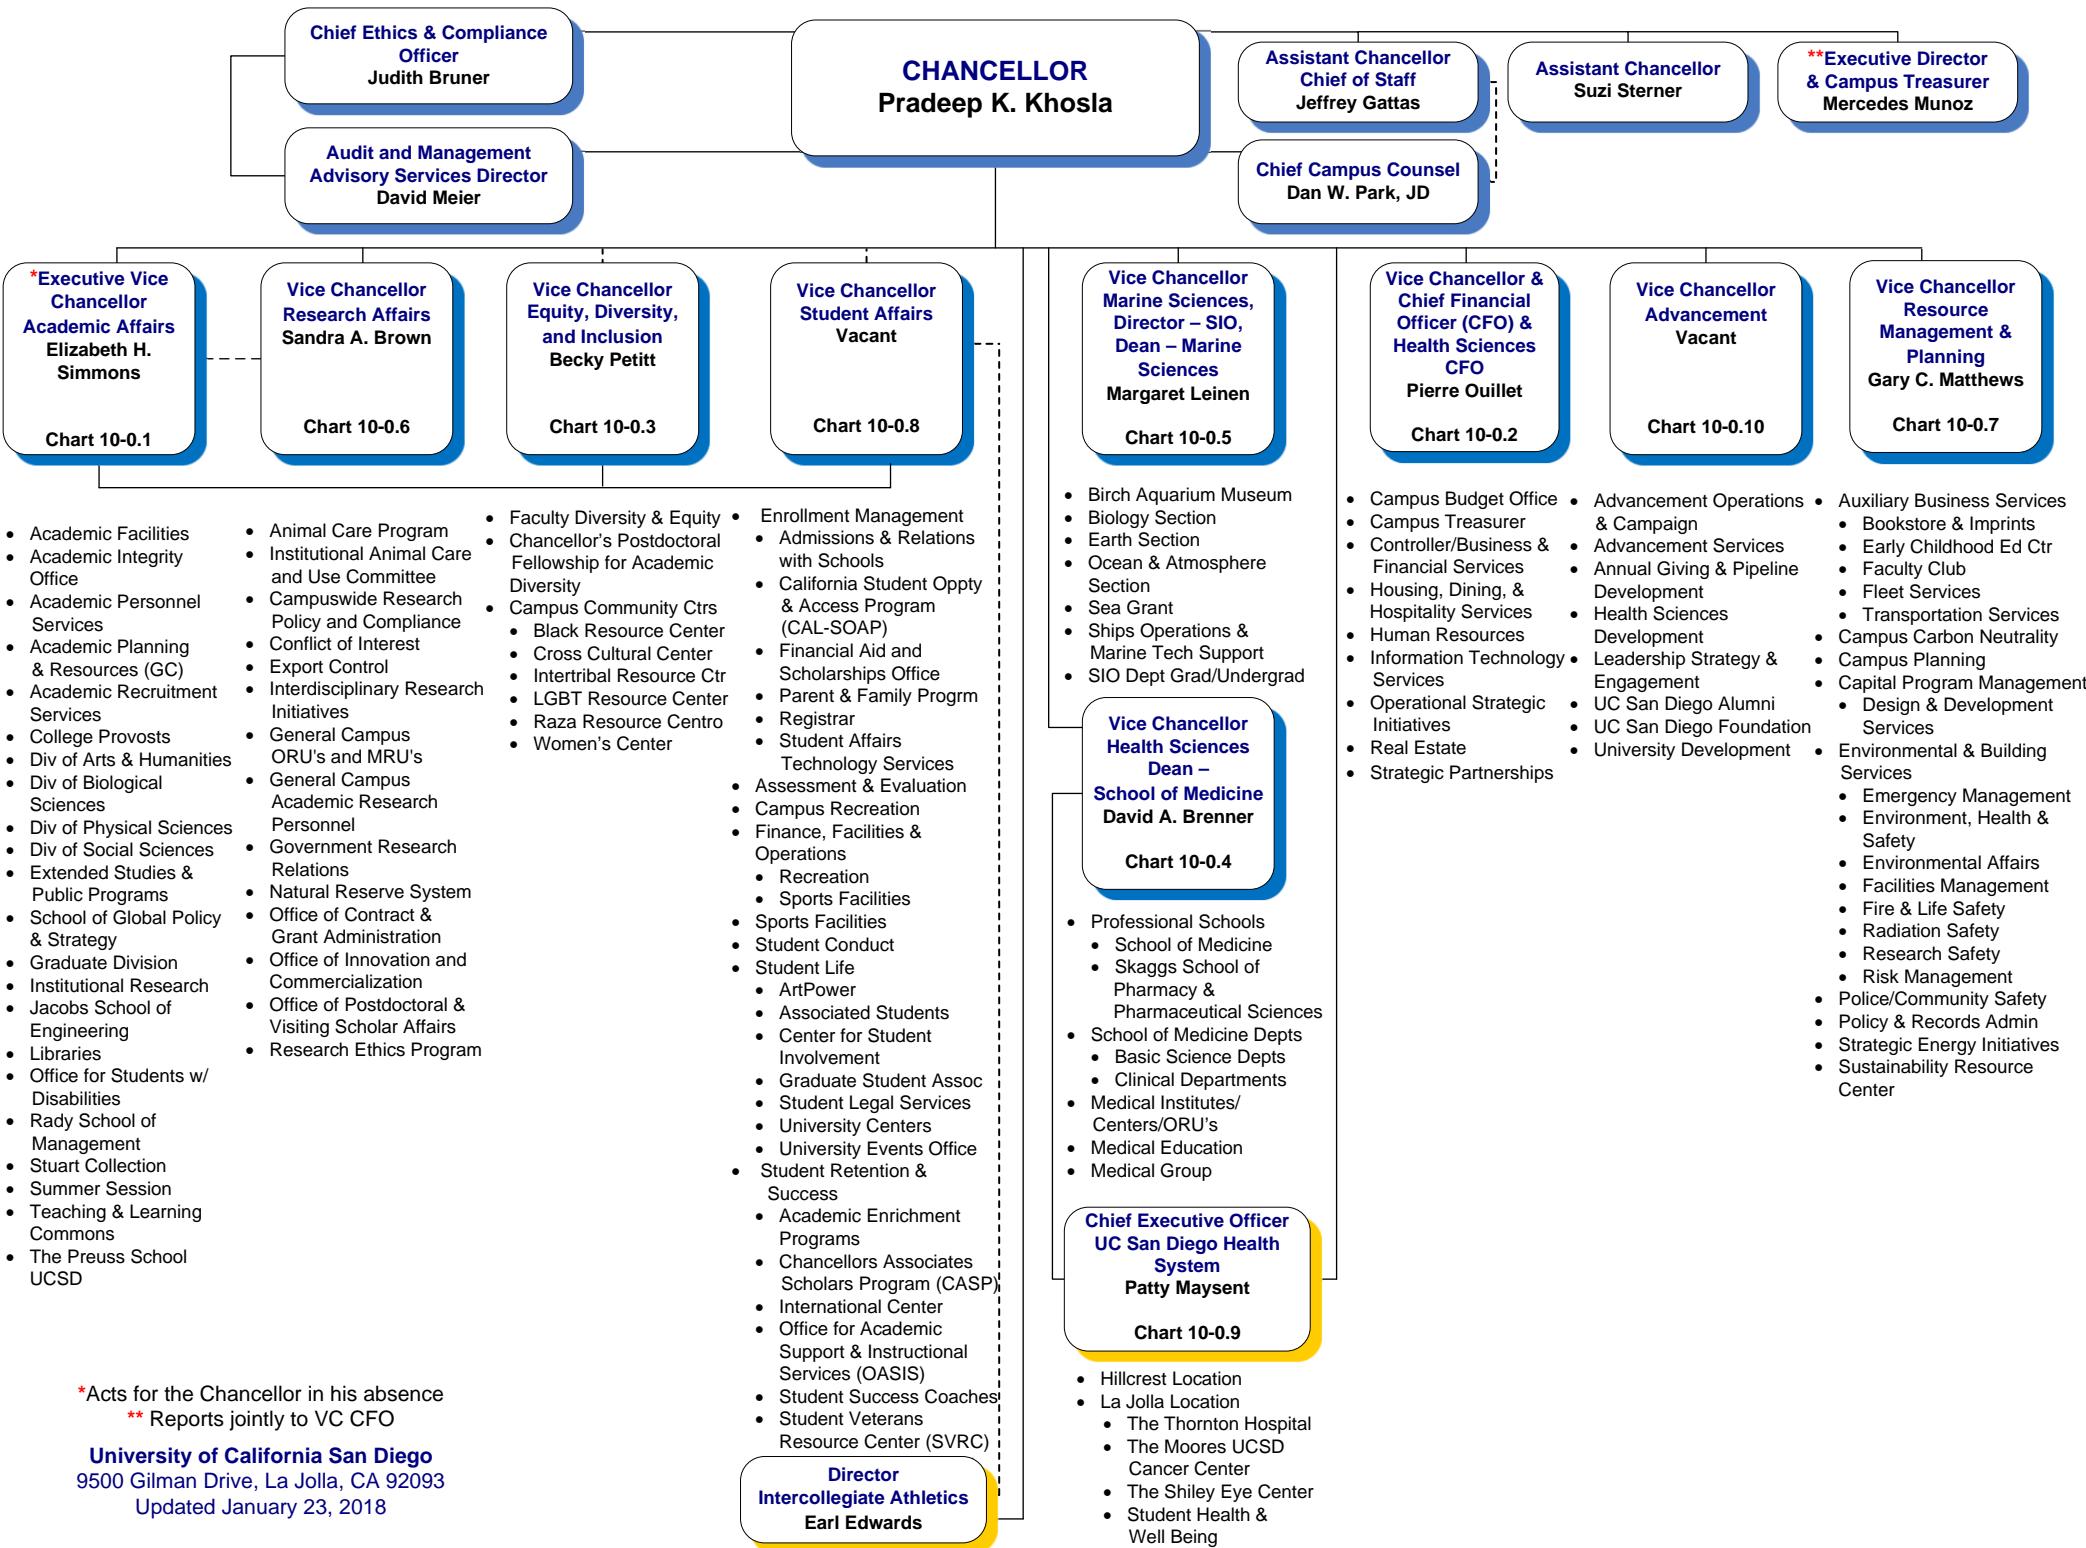 Chief Ethics & Compliance
Officer
Judith Bruner
Audit and Management
Advisory Services Director
David Meier
CHANCELLOR
Pradeep K. Khosla
Assistant Chancellor
Chief of Staff
Jeffrey Gattas
Chief Campus Counsel
Dan W. Park, JD
Assistant Chancellor
Suzi Sterner
**Executive Director
& Campus Treasurer
Mercedes Munoz
*Executive Vice
Chancellor
Academic Affairs
Elizabeth H.
Simmons
Chart 10-0.1
Vice Chancellor
Research Affairs
Sandra A. Brown
Chart 10-0.6
Vice Chancellor
Equity, Diversity,
and Inclusion
Becky Petitt
Chart 10-0.3
Vice Chancellor
Student Affairs
Vacant
Chart 10-0.8
Vice Chancellor
Marine Sciences,
Director – SIO,
Dean – Marine
Sciences
Margaret Leinen
Chart 10-0.5
Vice Chancellor &
Chief Financial
Officer (CFO) &
Health Sciences
CFO
Pierre Ouillet
Chart 10-0.2
Vice Chancellor
Advancement
Vacant
Chart 10-0.10
Vice Chancellor
Resource
Management &
Planning
Gary C. Matthews
Chart 10-0.7
• Academic Facilities
• Academic Integrity
Office
• Academic Personnel
Services
• Academic Planning
& Resources (GC)
• Academic Recruitment
Services
• College Provosts
• Div of Arts & Humanities
• Div of Biological
Sciences
• Div of Physical Sciences
• Div of Social Sciences
• Extended Studies &
Public Programs
• School of Global Policy
& Strategy
• Graduate Division
• Institutional Research
• Jacobs School of
Engineering
• Libraries
• Office for Students w/
Disabilities
• Rady School of
Management
• Stuart Collection
• Summer Session
• Teaching & Learning
Commons
• The Preuss School
UCSD
• Animal Care Program
• Institutional Animal Care
and Use Committee
• Campuswide Research
Policy and Compliance
• Conflict of Interest
• Export Control
• Interdisciplinary Research
Initiatives
• General Campus
ORU's and MRU's
• General Campus
Academic Research
Personnel
• Government Research
Relations
• Natural Reserve System
• Office of Contract &
Grant Administration
• Office of Innovation and
Commercialization
• Office of Postdoctoral &
Visiting Scholar Affairs
• Research Ethics Program
• Faculty Diversity & Equity
• Chancellor's Postdoctoral
Fellowship for Academic
Diversity
• Campus Community Ctrs
• Black Resource Center
• Cross Cultural Center
• Intertribal Resource Ctr
• LGBT Resource Center
• Raza Resource Centro
• Women's Center
• Enrollment Management
• Admissions & Relations
with Schools
• California Student Oppty
& Access Program
(CAL-SOAP)
• Financial Aid and
Scholarships Office
• Parent & Family Progrm
• Registrar
• Student Affairs
Technology Services
• Assessment & Evaluation
• Campus Recreation
• Finance, Facilities &
Operations
• Recreation
• Sports Facilities
• Sports Facilities
• Student Conduct
• Student Life
• ArtPower
• Associated Students
• Center for Student
Involvement
• Graduate Student Assoc
• Student Legal Services
• University Centers
• University Events Office
• Student Retention &
Success
• Academic Enrichment
Programs
• Chancellors Associates
Scholars Program (CASP)
• International Center
• Office for Academic
Support & Instructional
Services (OASIS)
• Student Success Coaches
• Student Veterans
Resource Center (SVRC)
Director
Intercollegiate Athletics
Earl Edwards
• Birch Aquarium Museum
• Biology Section
• Earth Section
• Ocean & Atmosphere
Section
• Sea Grant
• Ships Operations &
Marine Tech Support
• SIO Dept Grad/Undergrad
Vice Chancellor
Health Sciences
Dean –
School of Medicine
David A. Brenner
Chart 10-0.4
• Professional Schools
• School of Medicine
• Skaggs School of
Pharmacy &
Pharmaceutical Sciences
• School of Medicine Depts
• Basic Science Depts
• Clinical Departments
• Medical Institutes/
Centers/ORU's
• Medical Education
• Medical Group
Chief Executive Officer
UC San Diego Health
System
Patty Maysent
Chart 10-0.9
• Hillcrest Location
• La Jolla Location
• The Thornton Hospital
• The Moores UCSD
Cancer Center
• The Shiley Eye Center
• Student Health &
Well Being
• Campus Budget Office
• Campus Treasurer
• Controller/Business &
Financial Services
• Housing, Dining, &
Hospitality Services
• Human Resources
• Information Technology
Services
• Operational Strategic
Initiatives
• Real Estate
• Strategic Partnerships
• Advancement Operations
& Campaign
• Advancement Services
• Annual Giving & Pipeline
Development
• Health Sciences
Development
• Leadership Strategy &
Engagement
• UC San Diego Alumni
• UC San Diego Foundation
• University Development
• Auxiliary Business Services
• Bookstore & Imprints
• Early Childhood Ed Ctr
• Faculty Club
• Fleet Services
• Transportation Services
• Campus Carbon Neutrality
• Campus Planning
• Capital Program Management
• Design & Development
Services
• Environmental & Building
Services
• Emergency Management
• Environment, Health &
Safety
• Environmental Affairs
• Facilities Management
• Fire & Life Safety
• Radiation Safety
• Research Safety
• Risk Management
• Police/Community Safety
• Policy & Records Admin
• Strategic Energy Initiatives
• Sustainability Resource
Center
*Acts for the Chancellor in his absence
** Reports jointly to VC CFO
University of California San Diego
9500 Gilman Drive, La Jolla, CA 92093
Updated January 23, 2018